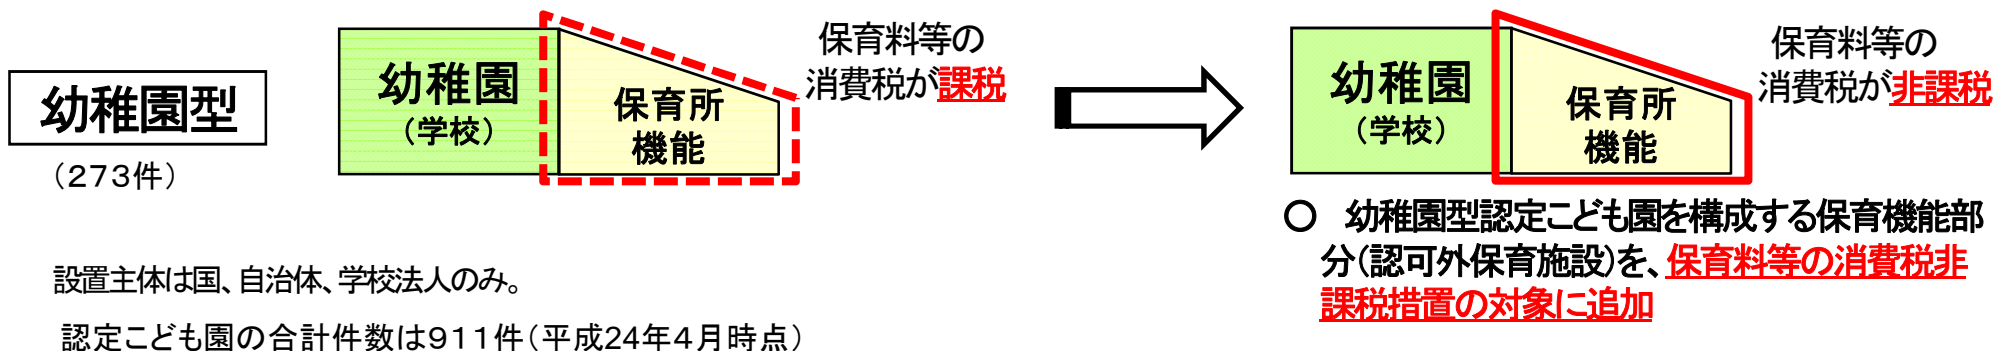 幼稚園型
（２７３件）
幼稚園
（学校）
保育所
機能
保育料等の
消費税が課税
幼稚園
（学校）
保育所
機能
保育料等の
消費税が非課税
○　幼稚園型認定こども園を構成する保育機能部
分（認可外保育施設）を、保育料等の消費税非
課税措置の対象に追加
設置主体は国、自治体、学校法人のみ。
認定こども園の合計件数は９１１件（平成24年４月時点）